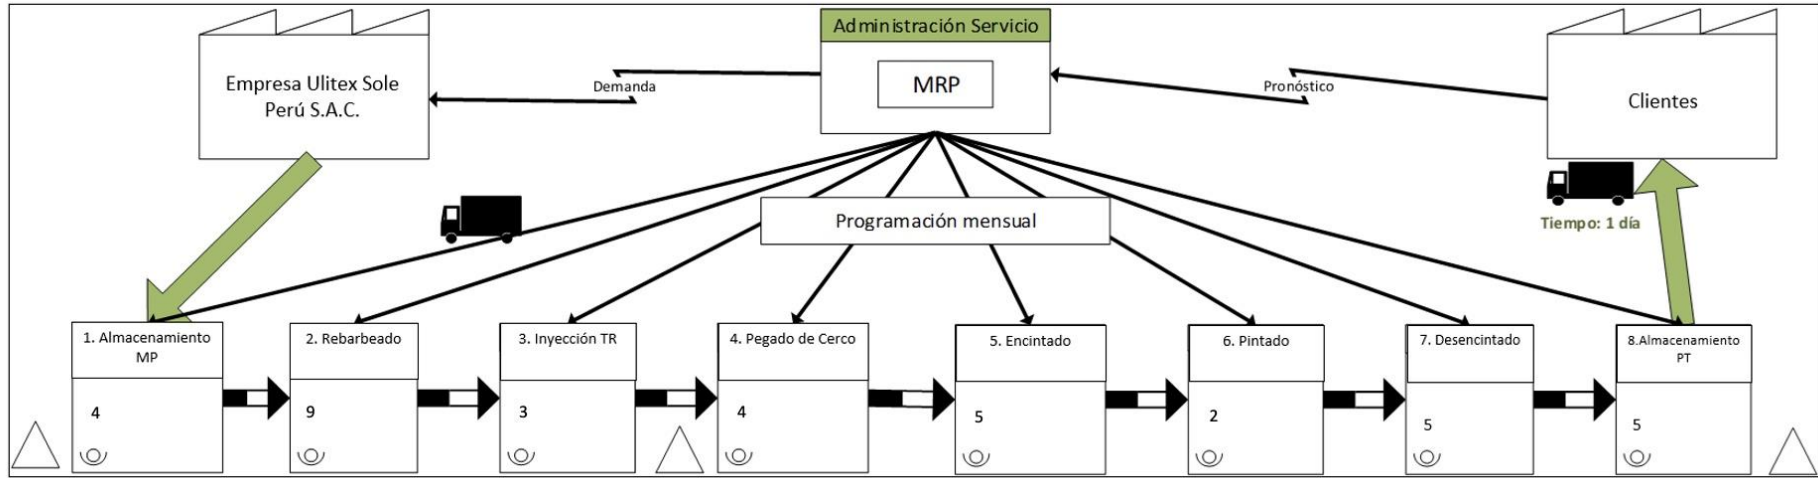 Administración Servicio
MRP
Empresa Ulitex Sole
Perú S.A.C.
Demanda
Pronóstico
Clientes
Programación mensual
Tiempo: 1 día
1. Almacenamiento
MP
4
2. Rebarbeado
9
3. Inyección TR
3
4. Pegado de Cerco
4
5. Encintado
5
6. Pintado
2
7. Desencintado
5
8.Almacenamiento
PT
5